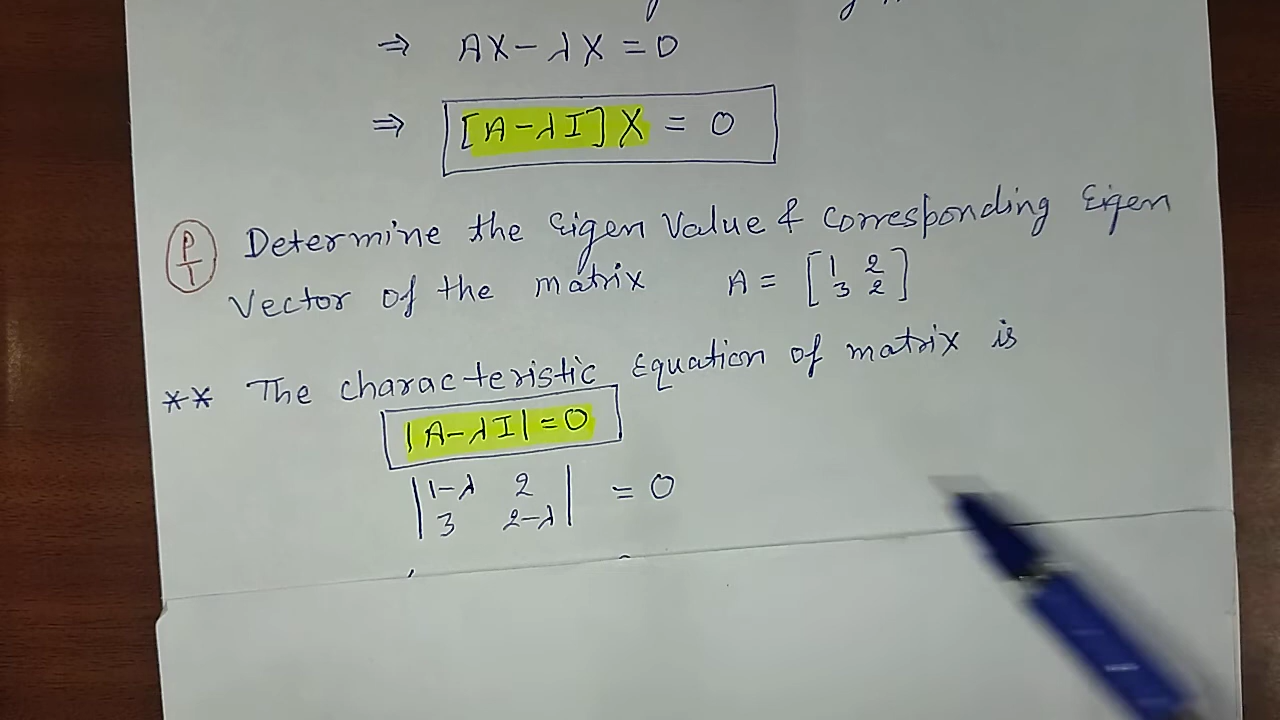 ⇒ AX - λX = 0
⇒ [A-λI] X = 0
P/1 Determine the Eigen Value & Corresponding Eigen
Vector of the matrix A = [1 2
3 2]
** The characteristic Equation of matrix is
|A-λI| = 0
|1-λ 2
3 2-λ| = 0